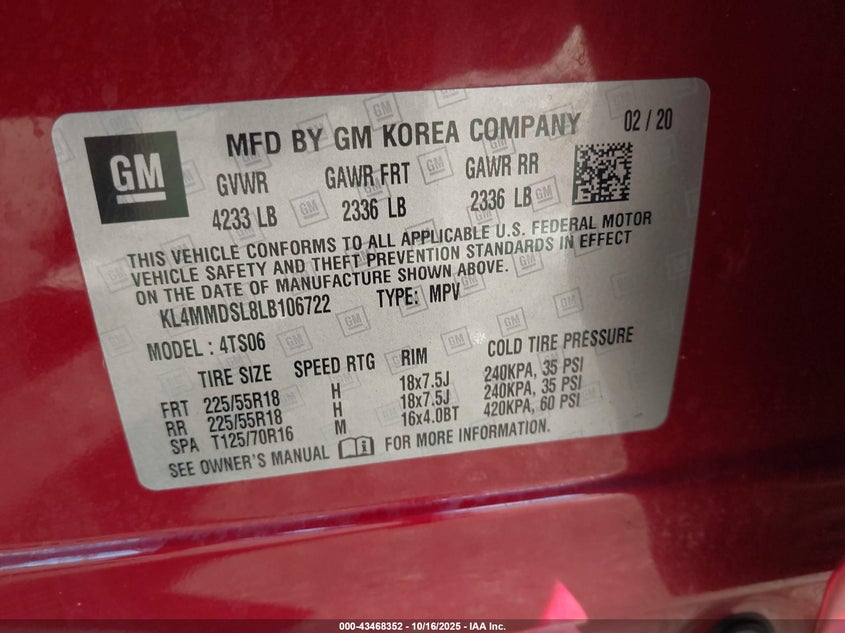 GM
MFD BY GM KOREA COMPANY 02 / 20
GVWR GAWR FRT GAWR RR
4233 LB 2336 LB 2336 LB
THIS VEHICLE CONFORMS TO ALL APPLICABLE U.S. FEDERAL MOTOR
VEHICLE SAFETY AND THEFT PREVENTION STANDARDS IN EFFECT
ON THE DATE OF MANUFACTURE SHOWN ABOVE.
KL4MMDSL8LB106722 TYPE: MPV
MODEL : 4TS06
TIRE SIZE SPEED RTG RIM COLD TIRE PRESSURE
FRT 225/55R18 H 18x7.5J 240KPA, 35 PSI
RR 225/55R18 H 18x7.5J 240KPA, 35 PSI
SPA T125/70R16 M 16x4.0BT 420KPA, 60 PSI
SEE OWNER'S MANUAL FOR MORE INFORMATION.
000-43468352 | 10/16/2025 - IAA Inc.